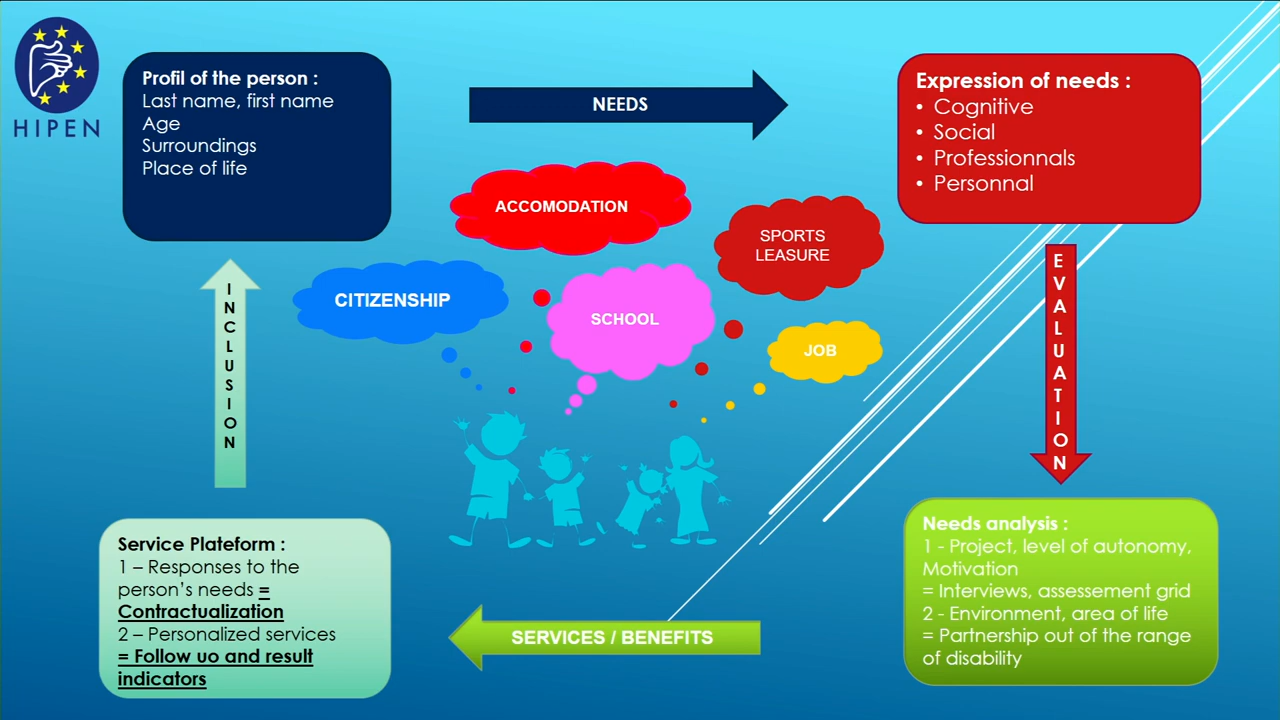 HIPEN
Profil of the person :
Last name, first name
Age
Surroundings
Place of life
NEEDS
Expression of needs :
• Cognitive
• Social
• Professionnals
• Personnal
ACCOMODATION
SPORTS
LEASURE
CITIZENSHIP
SCHOOL
JOB
INCLUSION
EVALUATION
Service Plateform :
1 – Responses to the
person's needs =
Contractualization
2 – Personalized services
= Follow uo and result
indicators
SERVICES / BENEFITS
Needs analysis :
1 - Project, level of autonomy,
Motivation
= Interviews, assessement grid
2 - Environment, area of life
= Partnership out of the range
of disability